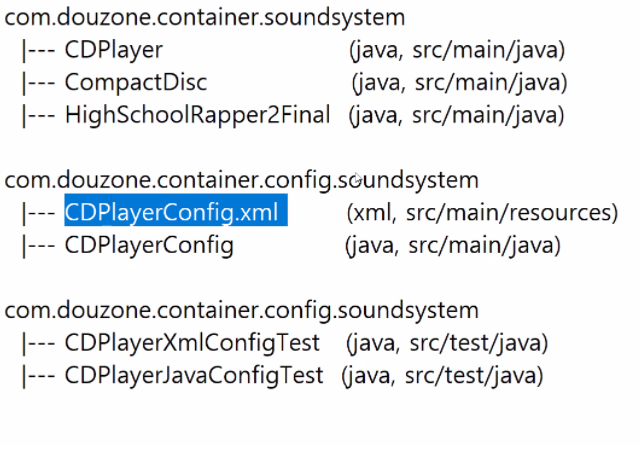 com.douzone.container.soundsystem
|--- CDPlayer (java, src/main/java)
|--- CompactDisc (java, src/main/java)
|--- HighSchoolRapper2Final (java, src/main/java)
com.douzone.container.config.soundsystem
|--- CDPlayerConfig.xml (xml, src/main/resources)
|--- CDPlayerConfig (java, src/main/java)
com.douzone.container.config.soundsystem
|--- CDPlayerXmlConfigTest (java, src/test/java)
|--- CDPlayerJavaConfigTest (java, src/test/java)